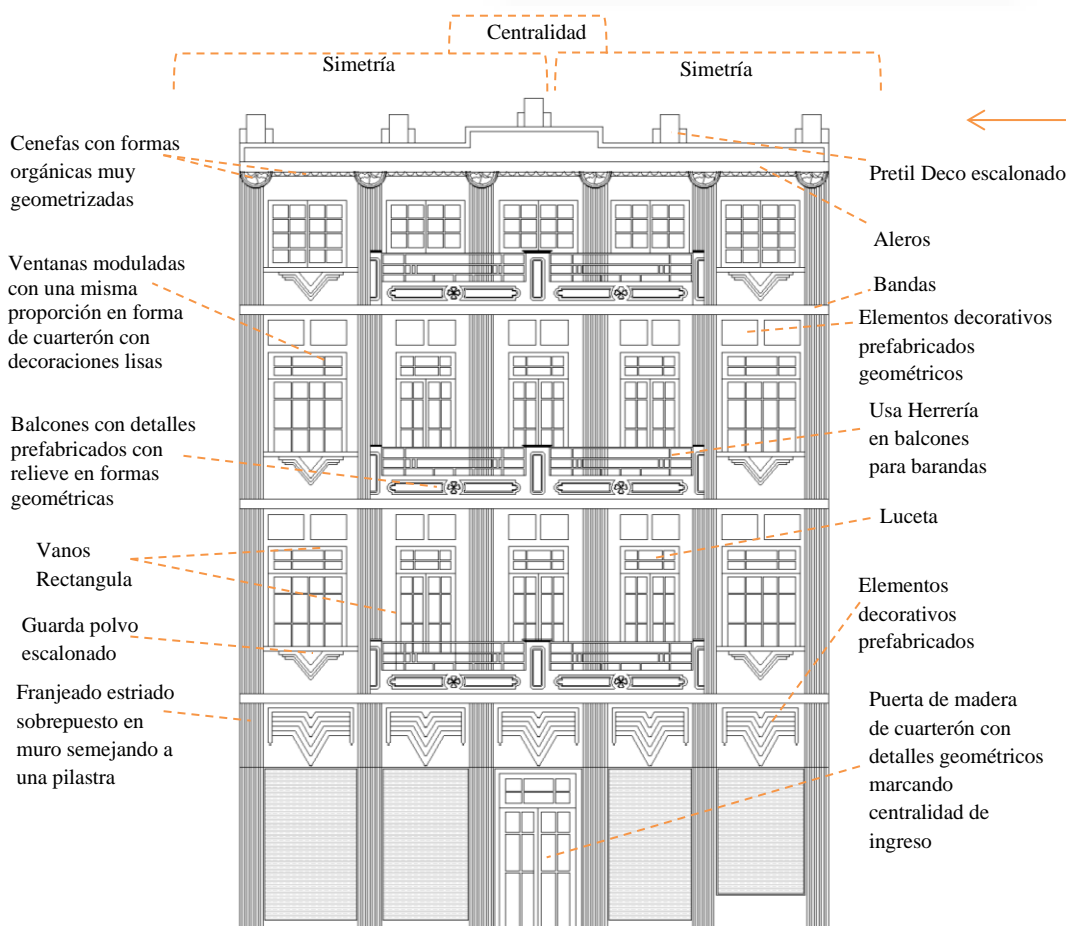 Centralidad
Simetría
Simetría
Cenefas con formas
orgánicas muy
geometrizadas
Ventanas moduladas
con una misma
proporción en forma
de cuarterón con
decoraciones lisas
Balcones con detalles
prefabricados con
relieve en formas
geométricas
Vanos
Rectangula
Guarda polvo
escalonado
Franjeado estriado
sobrepuesto en
muro semejando a
una pilastra
Pretil Deco escalonado
Aleros
Bandas
Elementos decorativos
prefabricados
geométricos
Usa Herrería
en balcones
para barandas
Luceta
Elementos
decorativos
prefabricados
Puerta de madera
de cuarterón con
detalles geométricos
marcando
centralidad de
ingreso